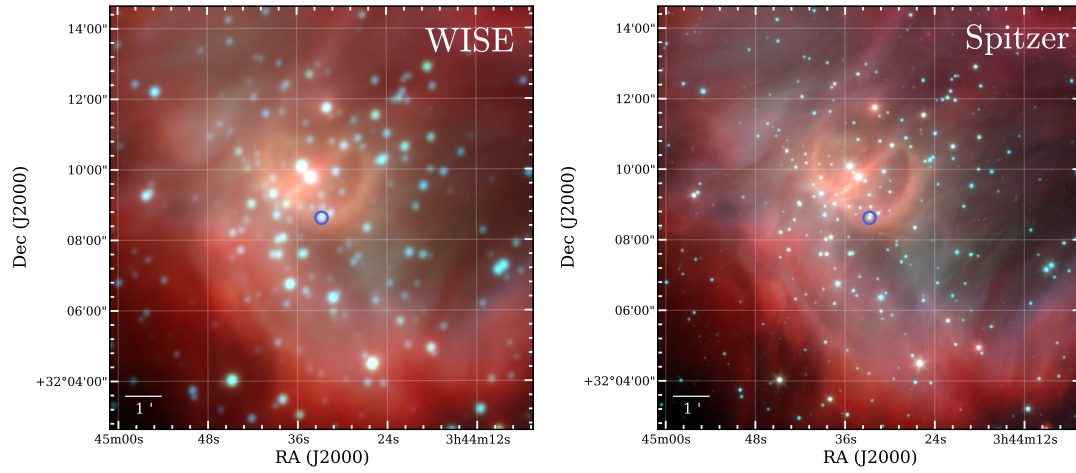 WISE
14'00"
12'00"
10'00"
08'00"
06'00"
+32°04'00"
Dec (J2000)
1 '
45m00s
48s
36s
24s
3h44m12s
RA (J2000)
Spitzer
14'00"
12'00"
10'00"
08'00"
06'00"
+32°04'00"
Dec (J2000)
1 '
45m00s
48s
36s
24s
3h44m12s
RA (J2000)